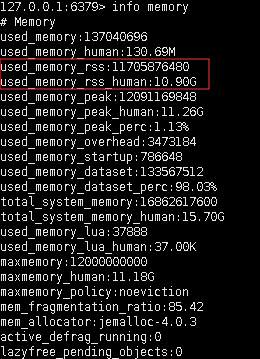 127.0.0.1:6379> info memory
# Memory
used_memory:137040696
used_memory_human:130.69M
used_memory_rss:11705876480
used_memory_rss_human:10.90G
used_memory_peak:12091169848
used_memory_peak_human:11.26G
used_memory_peak_perc:1.13%
used_memory_overhead:3473184
used_memory_startup:786648
used_memory_dataset:133567512
used_memory_dataset_perc:98.03%
total_system_memory:16862617600
total_system_memory_human:15.70G
used_memory_lua:37888
used_memory_lua_human:37.00K
maxmemory:12000000000
maxmemory_human:11.18G
maxmemory_policy:noeviction
mem_fragmentation_ratio:85.42
mem_allocator:jemalloc-4.0.3
active_defrag_running:0
lazyfree_pending_objects:0